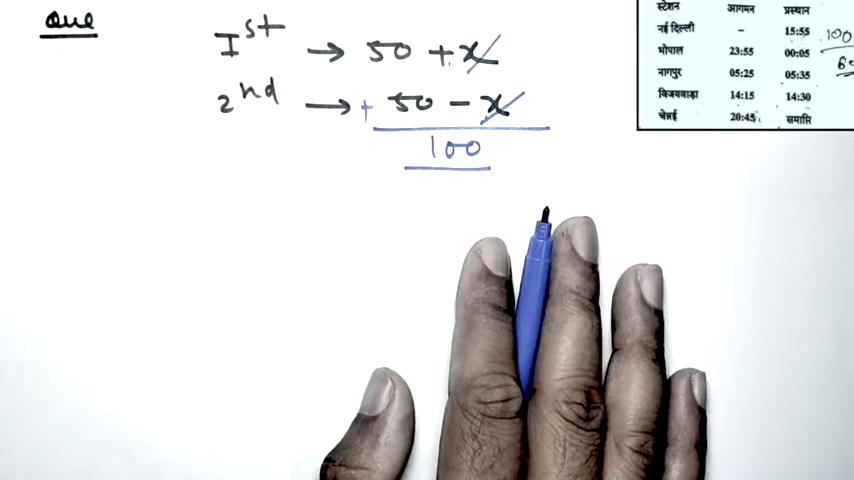 Que
Ist → 50 + x
2nd → + 50 - x
100
स्टेशन आगमन प्रस्थान
नई दिल्ली - 15:55
भोपाल 23:55 00:05
नागपुर 05:25 05:35
विजयवाड़ा 14:15 14:30
चेन्नई 20:45 समाप्ति
100